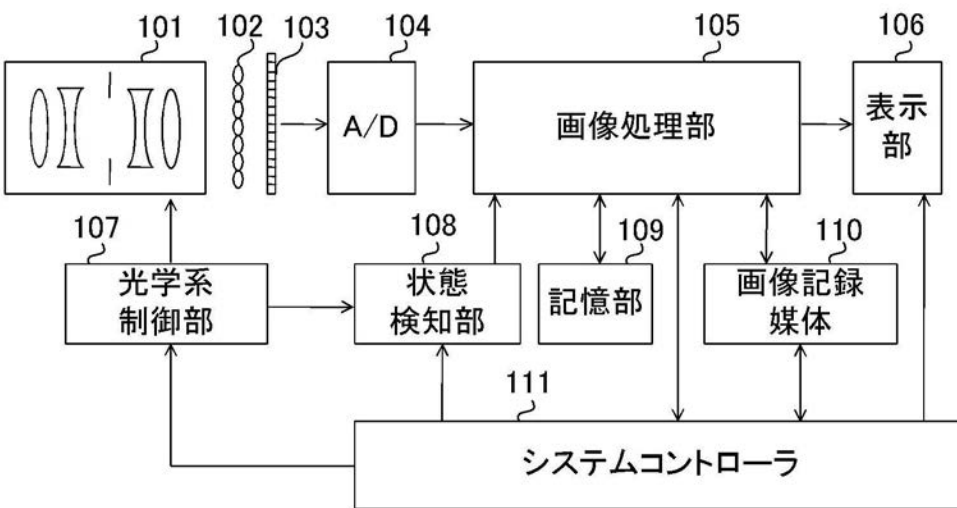 101
102
103
104
105
106
A/D
画像処理部
表示
部
107
108
109
110
光学系
制御部
状態
検知部
記憶部
画像記録
媒体
111
システムコントローラ